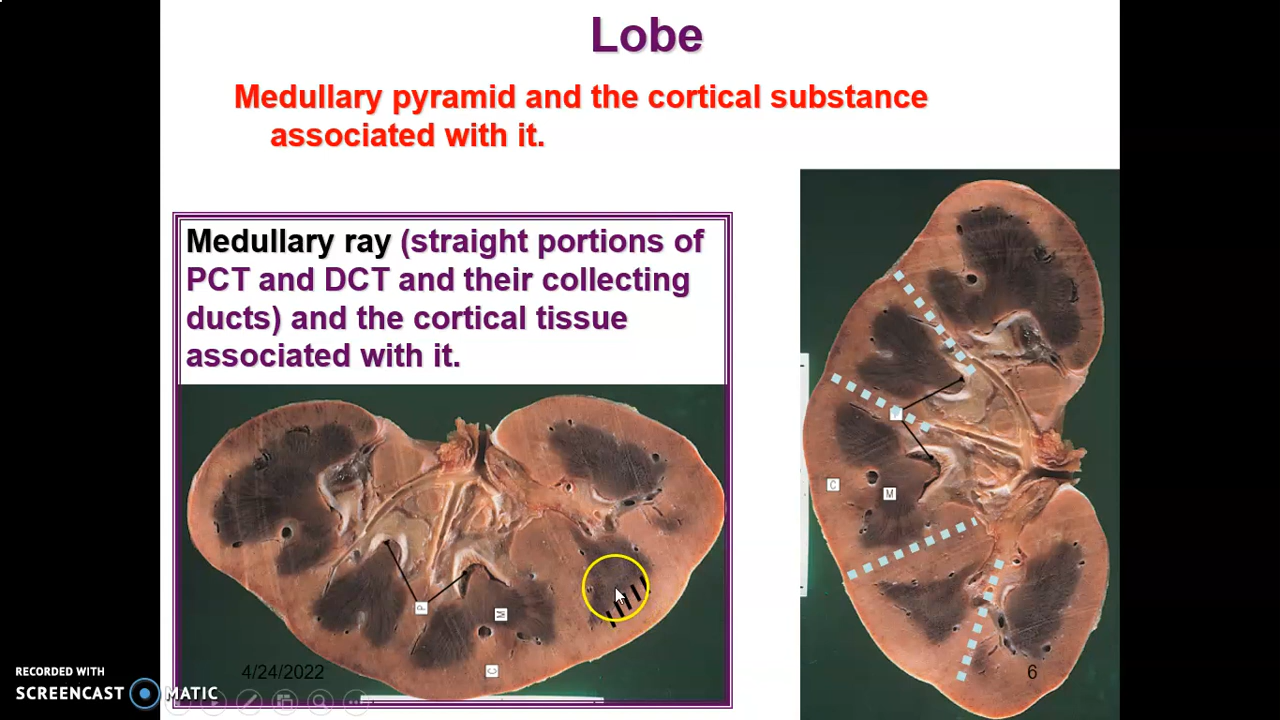 Lobe
Medullary pyramid and the cortical substance
associated with it.
Medullary ray (straight portions of
PCT and DCT and their collecting
ducts) and the cortical tissue
associated with it.
P
C
M
P
M
C
4/24/2022
6
RECORDED WITH
SCREENCAST MATIC